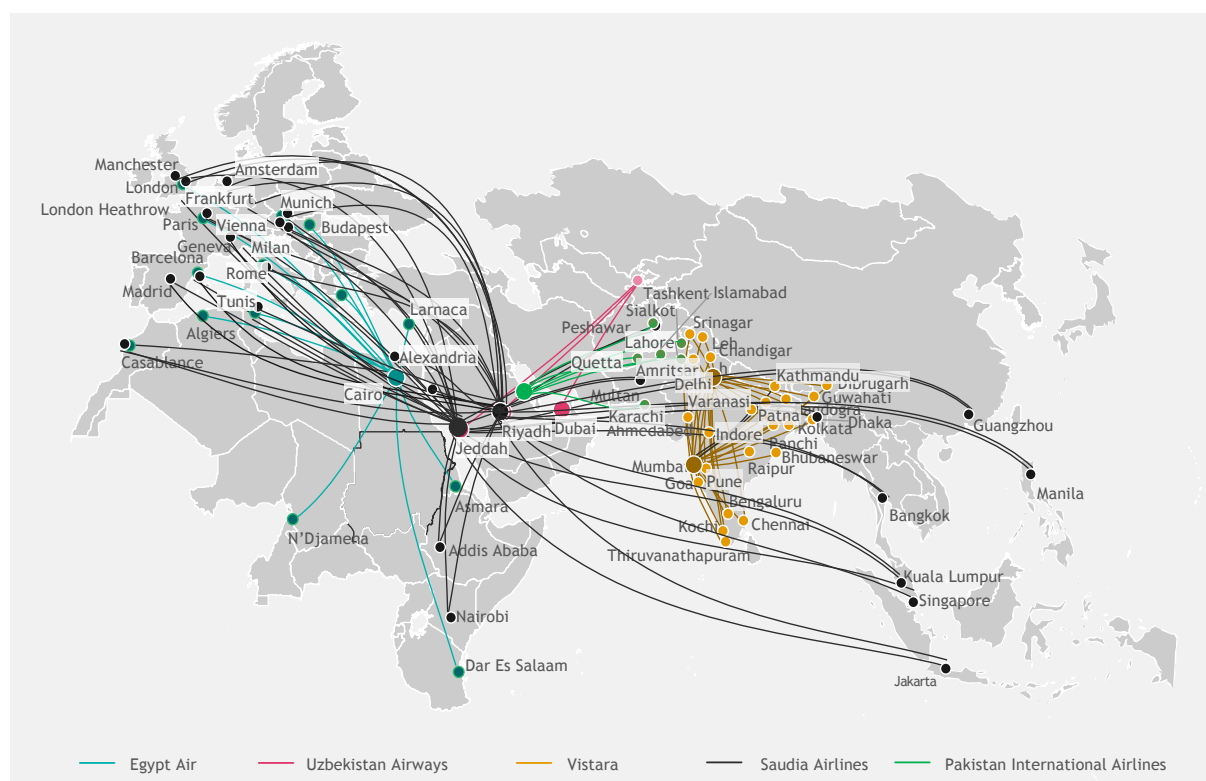 Manchester
Amsterdam
London
Frankfurt
Munich
London Heathrow
Paris
Vienna
Budapest
Geneva
Milan
Barcelona
Rome
Madrid
Tunis
Larnaca
Algiers
Casablance
Alexandria
Cairo
Tashkent
Islamabad
Sialkot
Peshawar
Srinagar
Lahore
Leh
Chandigar
h
Quetta
Amritsar
Kathmandu
Delhi
Dibrugarh
Multan
Varanasi
Guwahati
Karachi
Patna
Dhaka
Kolkata
Guangzhou
Riyadh
Dubai
Indore
Jeddah
Ranchi
Bhubaneswar
Mumba
Raipur
Goa
Pune
Manila
Asmara
Bengaluru
Bangkok
Kochi
Chennai
N'Djamena
Addis Ababa
Thiruvanathapuram
Kuala Lumpur
Singapore
Nairobi
Dar Es Salaam
Jakarta
Egypt Air
Uzbekistan Airways
Vistara
Saudia Airlines
Pakistan International Airlines